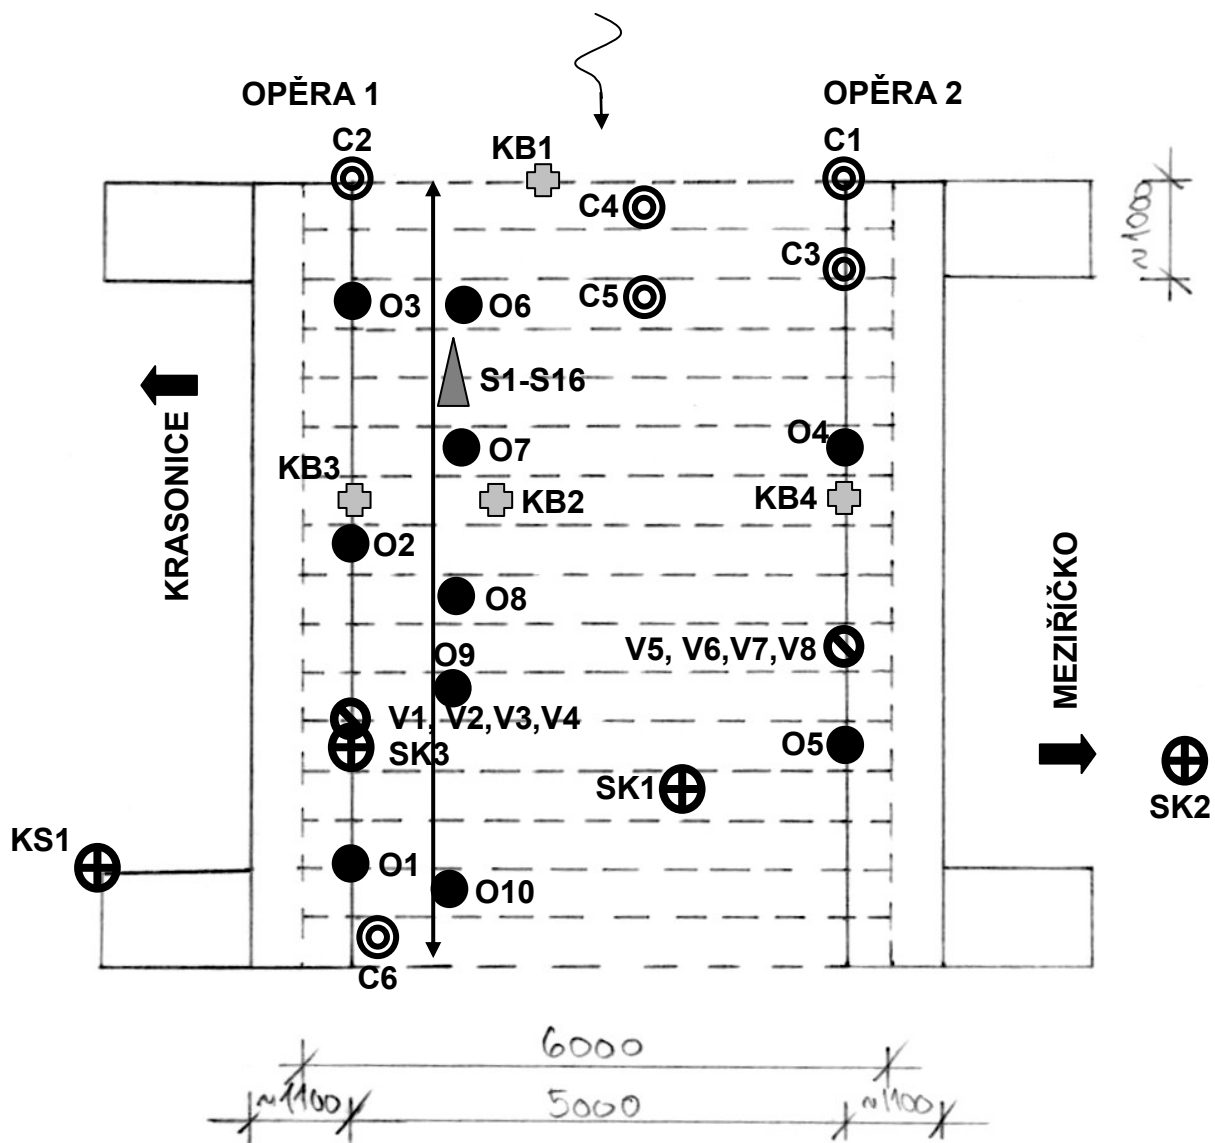 OPĚRA 1
OPĚRA 2
C2
KB1
C1
C4
C3
C5
~1000
O3
O6
S1-S16
KRASONICE
O7
O4
KB3
KB2
KB4
O2
MEZIŘÍČKO
O8
V5, V6,V7,V8
O9
V1, V2,V3,V4
SK3
O5
SK1
SK2
KS1
O1
O10
C6
6000
~1100
5000
~1100